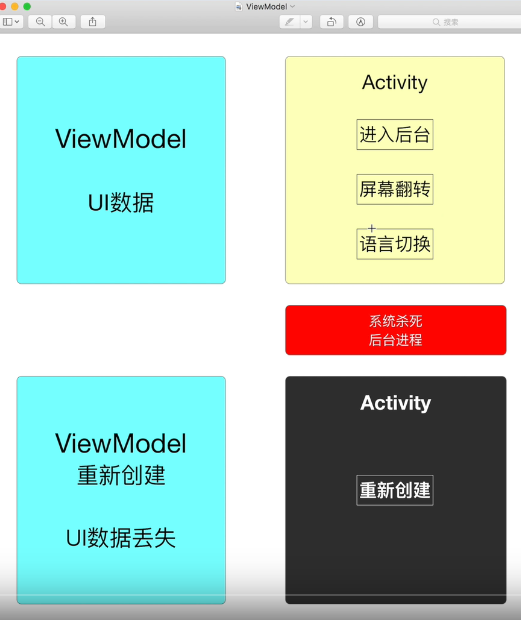 ViewModel
搜索
ViewModel
UI数据
Activity
进入后台
屏幕翻转
语言切换
系统杀死
后台进程
ViewModel
重新创建
UI数据丢失
Activity
重新创建